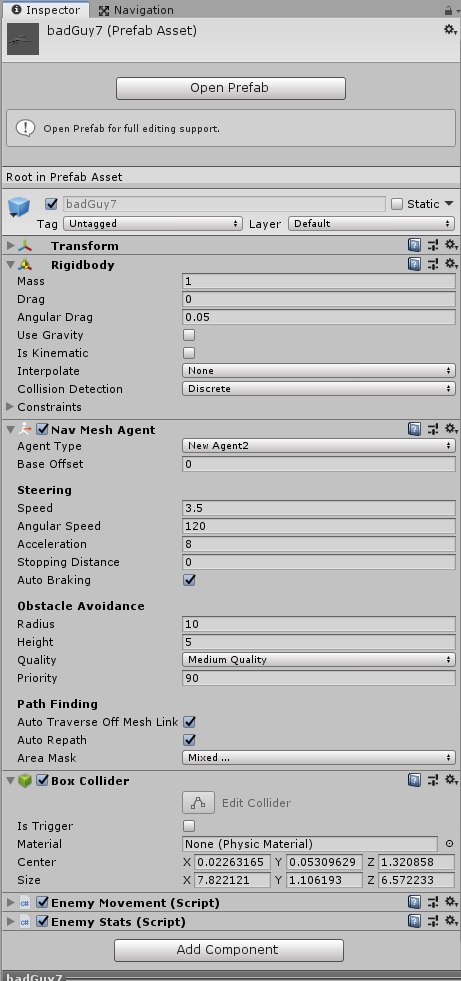 Inspector Navigation
badGuy7 (Prefab Asset)
Open Prefab
Open Prefab for full editing support.
Root in Prefab Asset
badGuy7 Static
Tag Untagged Layer Default
Transform
Rigidbody
Mass 1
Drag 0
Angular Drag 0.05
Use Gravity
Is Kinematic
Interpolate None
Collision Detection Discrete
Constraints
Nav Mesh Agent
Agent Type New Agent2
Base Offset 0
Steering
Speed 3.5
Angular Speed 120
Acceleration 8
Stopping Distance 0
Auto Braking
Obstacle Avoidance
Radius 10
Height 5
Quality Medium Quality
Priority 90
Path Finding
Auto Traverse Off Mesh Link
Auto Repath
Area Mask Mixed ...
Box Collider
Edit Collider
Is Trigger
Material None (Physic Material)
Center X 0.02263165 Y 0.05309629 Z 1.320858
Size X 7.822121 Y 1.106193 Z 6.572233
Enemy Movement (Script)
Enemy Stats (Script)
Add Component
badGuy7